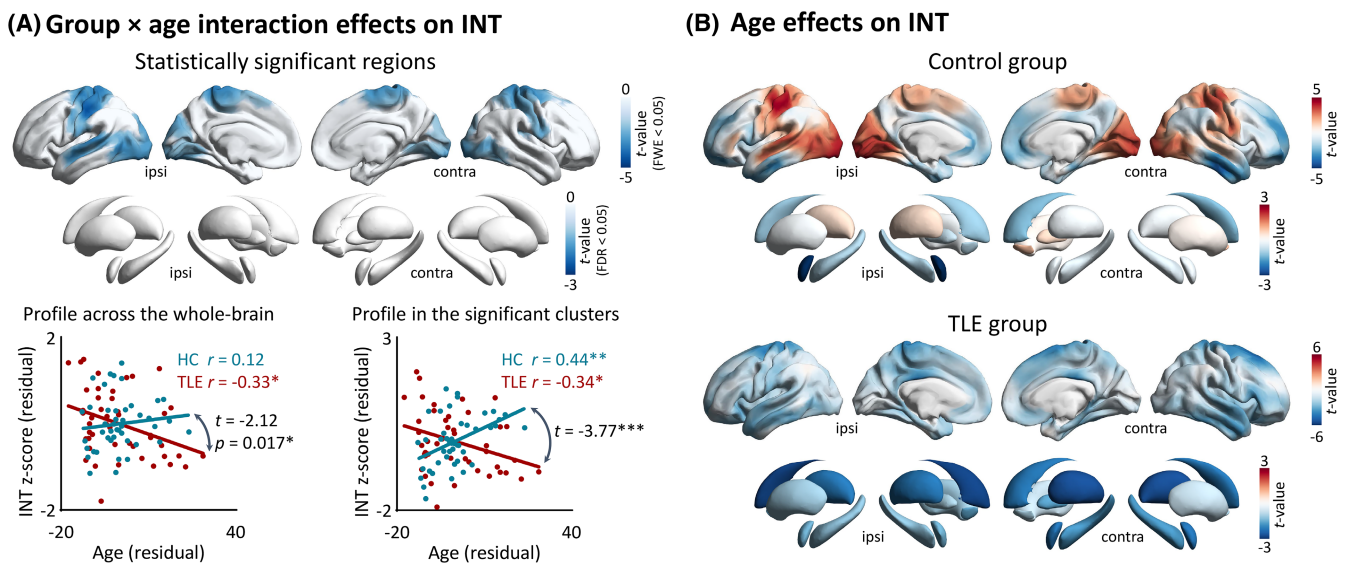 (A) Group × age interaction effects on INT
Statistically significant regions
ipsi
contra
0
-5
t-value
(FWE < 0.05)
ipsi
contra
0
-3
t-value
(FDR < 0.05)
Profile across the whole-brain
2
-2
INT z-score (residual)
HC r = 0.12
TLE r = -0.33*
t = -2.12
p = 0.017*
-20
40
Age (residual)
Profile in the significant clusters
3
-2
INT z-score (residual)
HC r = 0.44**
TLE r = -0.34*
t = -3.77***
-20
40
Age (residual)
(B) Age effects on INT
Control group
ipsi
contra
5
-5
t-value
ipsi
contra
3
-3
t-value
TLE group
ipsi
contra
6
-6
t-value
ipsi
contra
3
-3
t-value